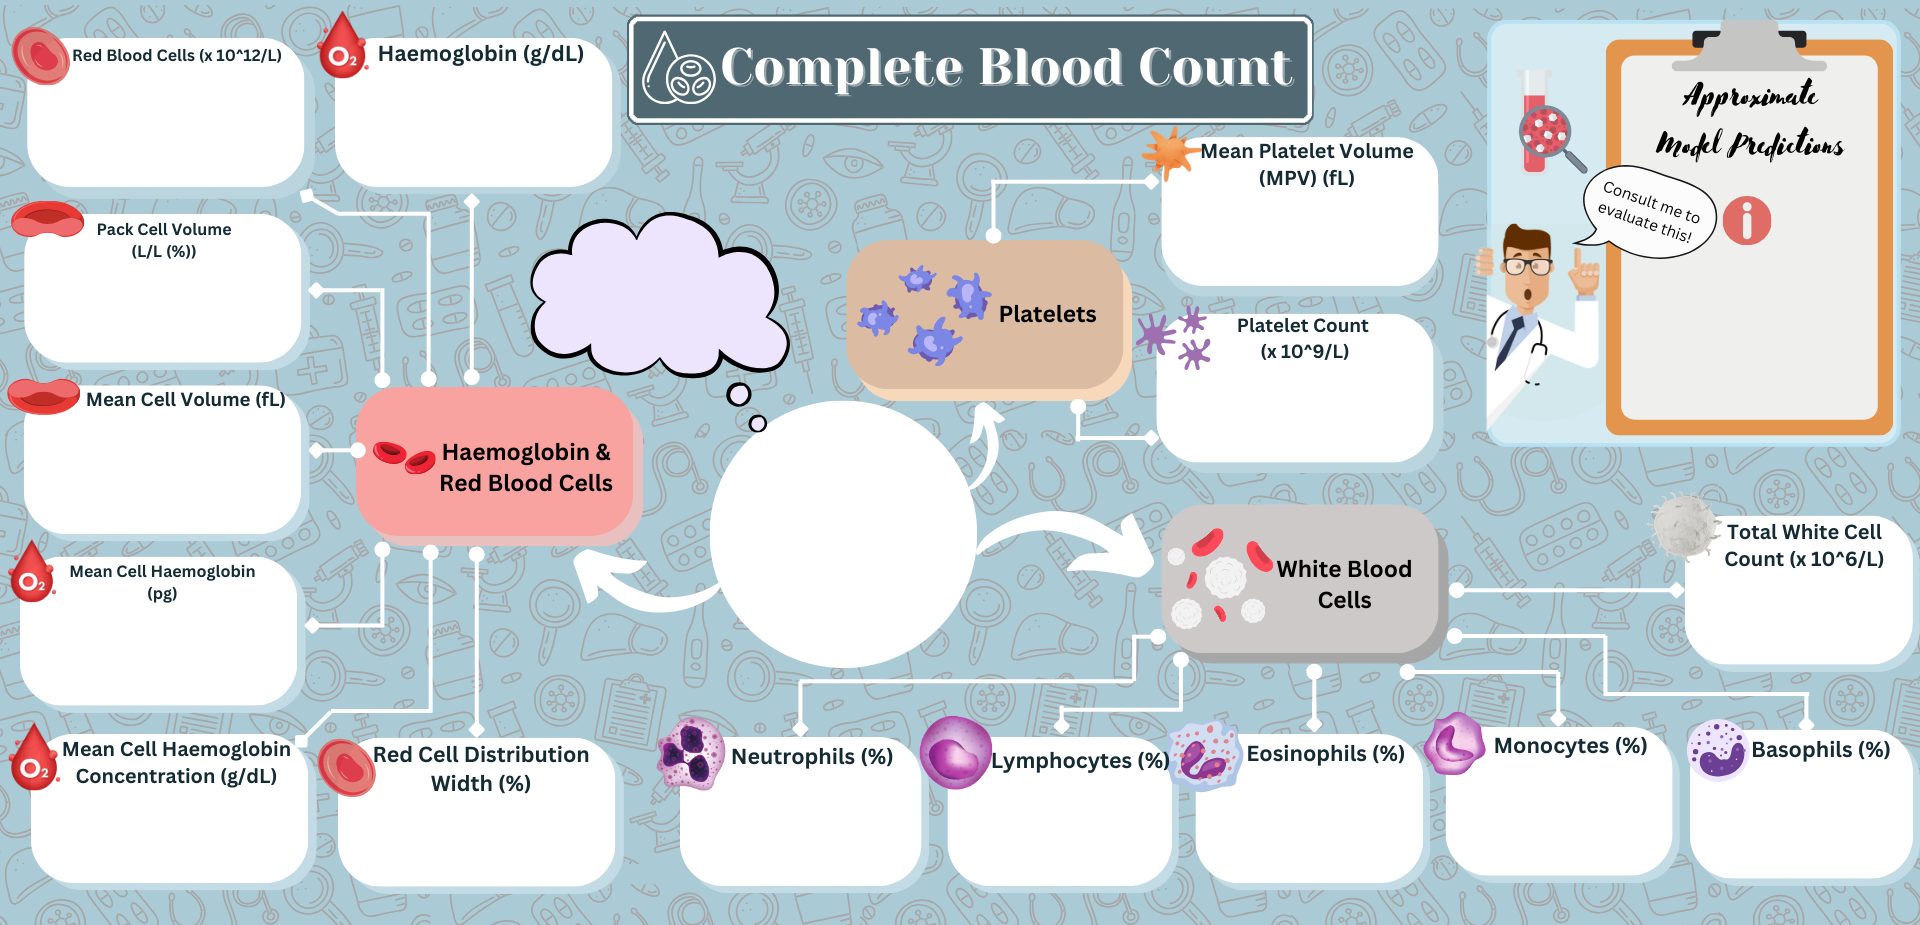 Complete Blood Count
Red Blood Cells (x 10^12/L)
O2
Haemoglobin (g/dL)
Pack Cell Volume
(L/L (%))
Mean Cell Volume (fL)
O2
Mean Cell Haemoglobin
(pg)
O2
Mean Cell Haemoglobin
Concentration (g/dL)
Red Cell Distribution
Width (%)
Haemoglobin &
Red Blood Cells
Platelets
Mean Platelet Volume
(MPV) (fL)
Platelet Count
(x 10^9/L)
White Blood
Cells
Total White Cell
Count (x 10^6/L)
Neutrophils (%)
Lymphocytes (%)
Eosinophils (%)
Monocytes (%)
Basophils (%)
Approximate
Model Predictions
Consult me to
evaluate this!
i